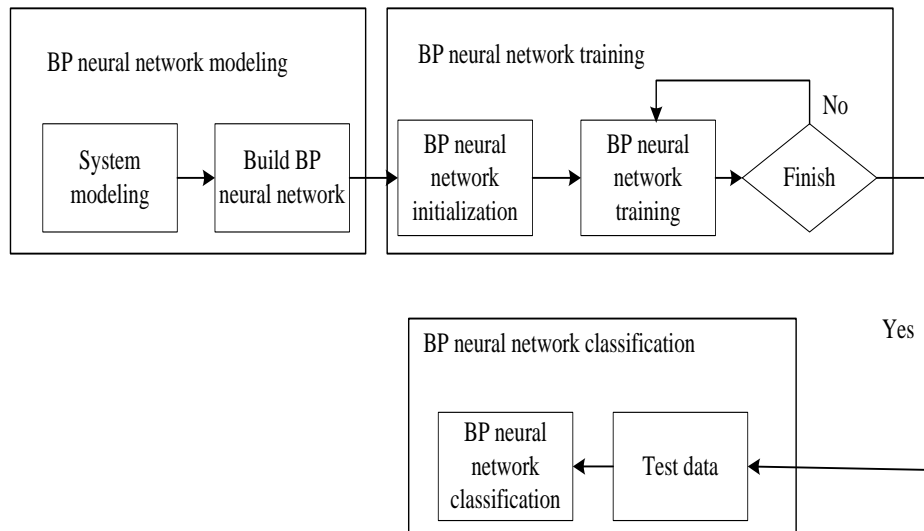 BP neural network modeling
System
modeling
Build BP
neural network
BP neural network training
BP neural
network
initialization
BP neural
network
training
Finish
No
Yes
BP neural network classification
BP neural
network
classification
Test data